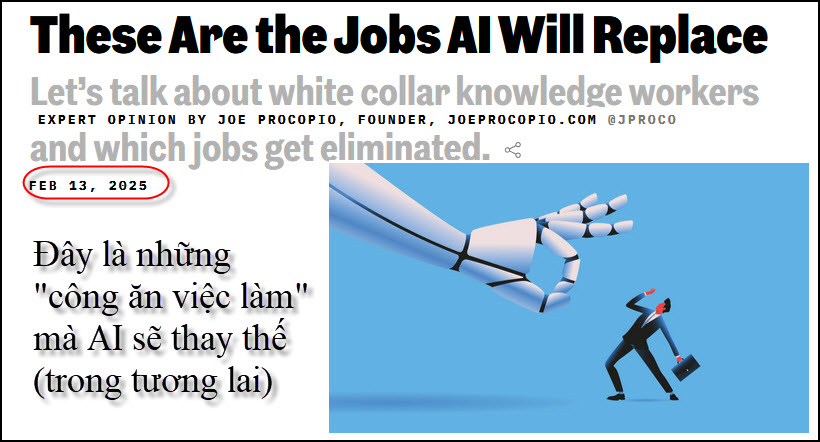 These Are the Jobs AI Will Replace
Let's talk about white collar knowledge workers
EXPERT OPINION BY JOE PROCOPIO, FOUNDER, JOEPROCOPIO.COM @JPROCO
and which jobs get eliminated.
FEB 13, 2025
Đây là những
"công ăn việc làm"
mà AI sẽ thay thế
(trong tương lai)